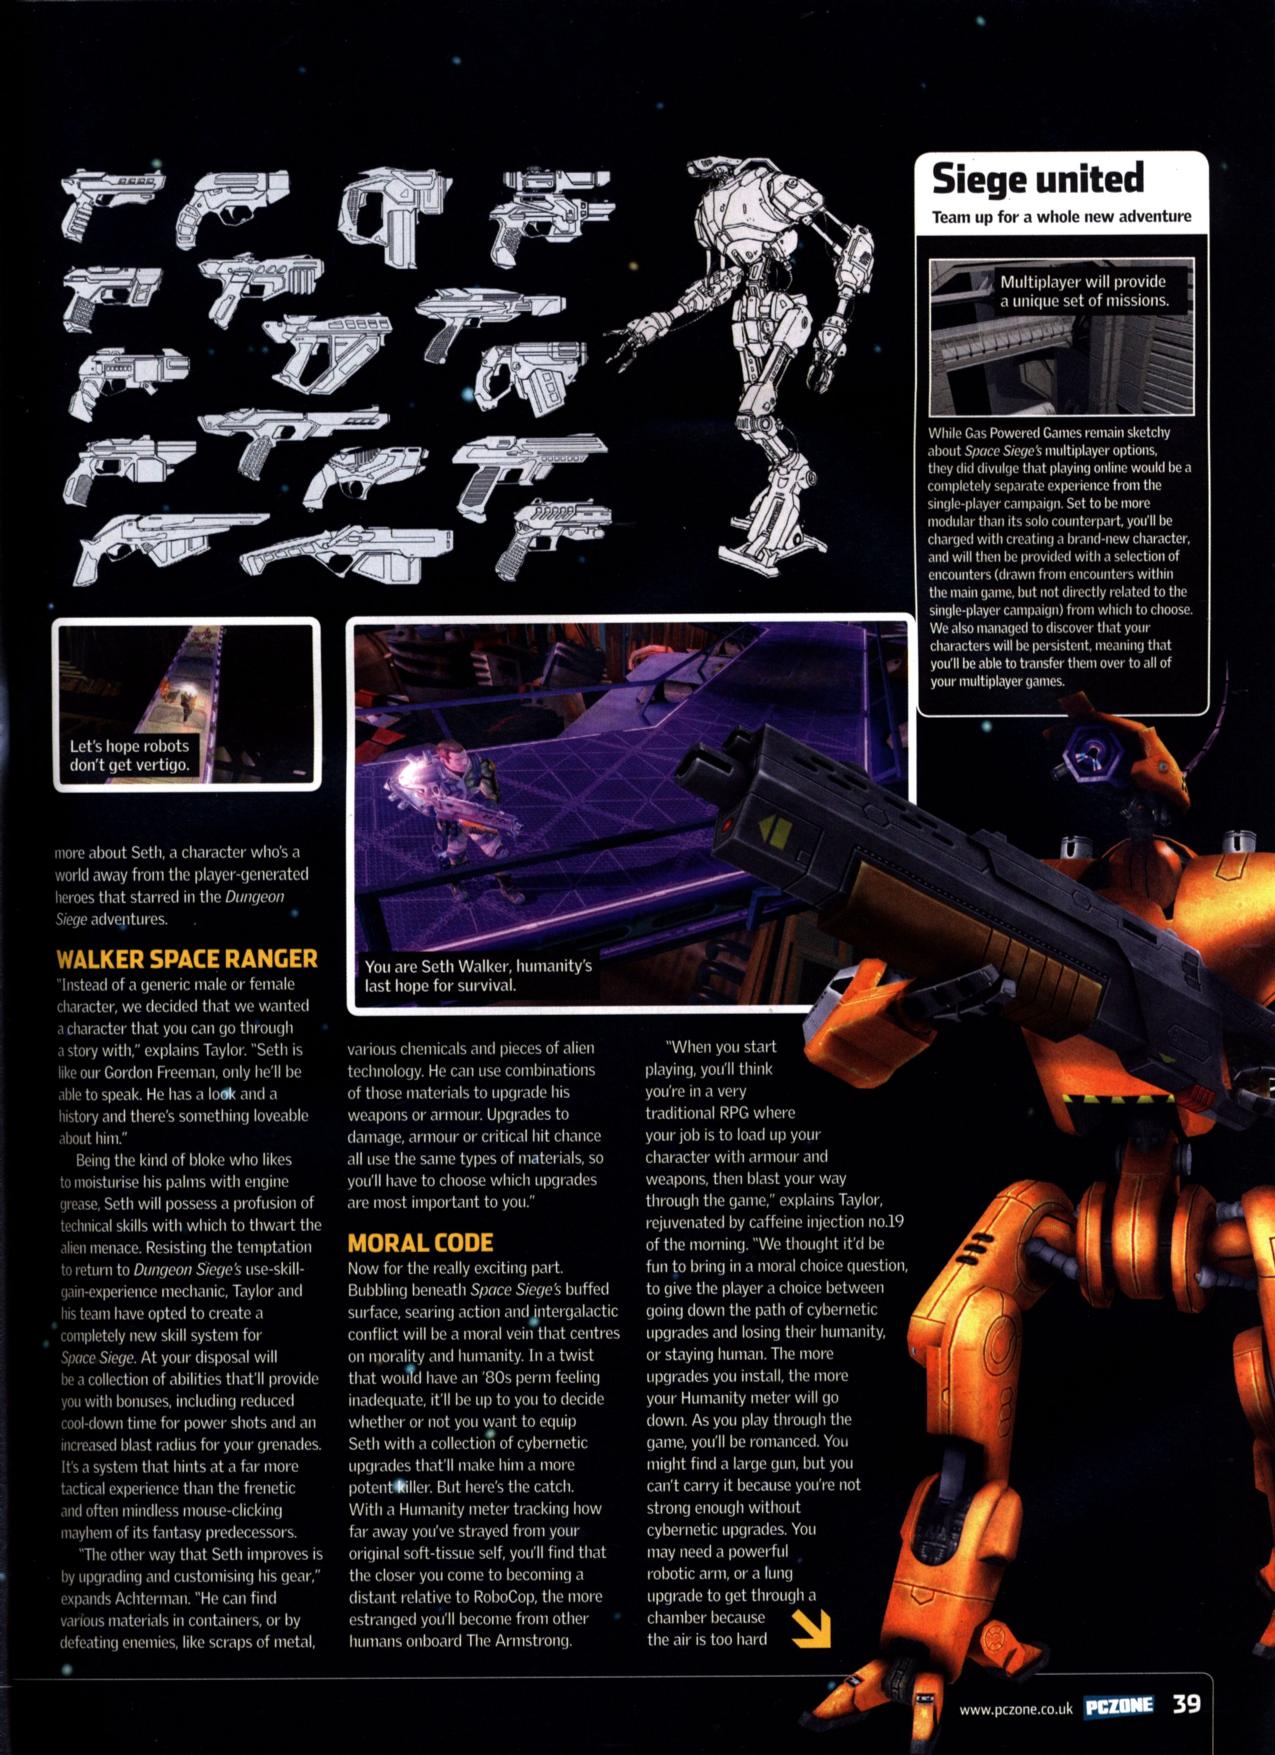 Siege united
Team up for a whole new adventure
Multiplayer will provide
a unique set of missions.
While Gas Powered Games remain sketchy
about Space Siege's multiplayer options,
they did divulge that playing online would be a
completely separate experience from the
single-player campaign. Set to be more
modular than its solo counterpart, you'll be
charged with creating a brand-new character,
and will then be provided with a selection of
encounters (drawn from encounters within
the main game, but not directly related to the
single-player campaign) from which to choose.
We also managed to discover that your
characters will be persistent, meaning that
you'll be able to transfer them over to all of
your multiplayer games.
Let's hope robots
don't get vertigo.
You are Seth Walker, humanity's
last hope for survival.
more about Seth, a character who's a
world away from the player-generated
heroes that starred in the Dungeon
Siege adventures.
WALKER SPACE RANGER
"Instead of a generic male or female
character, we decided that we wanted
a character that you can go through
a story with," explains Taylor. "Seth is
like our Gordon Freeman, only he'll be
able to speak. He has a look and a
history and there's something loveable
about him."
Being the kind of bloke who likes
to moisturise his palms with engine
grease, Seth will possess a profusion of
technical skills with which to thwart the
alien menace. Resisting the temptation
to return to Dungeon Siege's use-skill-
gain-experience mechanic, Taylor and
his team have opted to create a
completely new skill system for
Space Siege. At your disposal will
be a collection of abilities that'll provide
you with bonuses, including reduced
cool-down time for power shots and an
increased blast radius for your grenades.
It's a system that hints at a far more
tactical experience than the frenetic
and often mindless mouse-clicking
mayhem of its fantasy predecessors.
"The other way that Seth improves is
by upgrading and customising his gear,"
expands Achterman. "He can find
various materials in containers, or by
defeating enemies, like scraps of metal,
various chemicals and pieces of alien
technology. He can use combinations
of those materials to upgrade his
weapons or armour. Upgrades to
damage, armour or critical hit chance
all use the same types of materials, so
you'll have to choose which upgrades
are most important to you."
MORAL CODE
Now for the really exciting part.
Bubbling beneath Space Siege's buffed
surface, searing action and intergalactic
conflict will be a moral vein that centres
on morality and humanity. In a twist
that would have an '80s perm feeling
inadequate, it'll be up to you to decide
whether or not you want to equip
Seth with a collection of cybernetic
upgrades that'll make him a more
potent killer. But here's the catch.
With a Humanity meter tracking how
far away you've strayed from your
original soft-tissue self, you'll find that
the closer you come to becoming a
distant relative to RoboCop, the more
estranged you'll become from other
humans onboard The Armstrong.
"When you start
playing, you'll think
you're in a very
traditional RPG where
your job is to load up your
character with armour and
weapons, then blast your way
through the game," explains Taylor,
rejuvenated by caffeine injection no.19
of the morning. "We thought it'd be
fun to bring in a moral choice question,
to give the player a choice between
going down the path of cybernetic
upgrades and losing their humanity,
or staying human. The more
upgrades you install, the more
your Humanity meter will go
down. As you play through the
game, you'll be romanced. You
might find a large gun, but you
can't carry it because you're not
strong enough without
cybernetic upgrades. You
may need a powerful
robotic arm, or a lung
upgrade to get through a
chamber because
the air is too hard
www.pczone.co.uk PCZONE 39